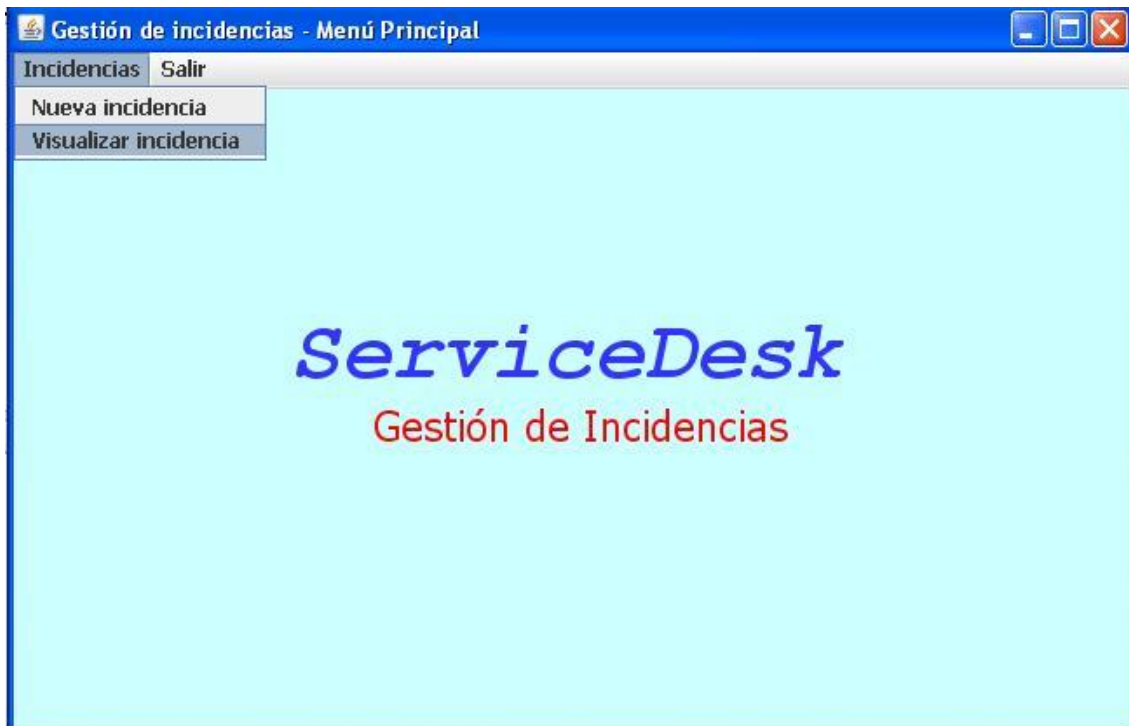 Gestión de incidencias - Menú Principal
Incidencias Salir
Nueva incidencia
Visualizar incidencia
ServiceDesk
Gestión de Incidencias